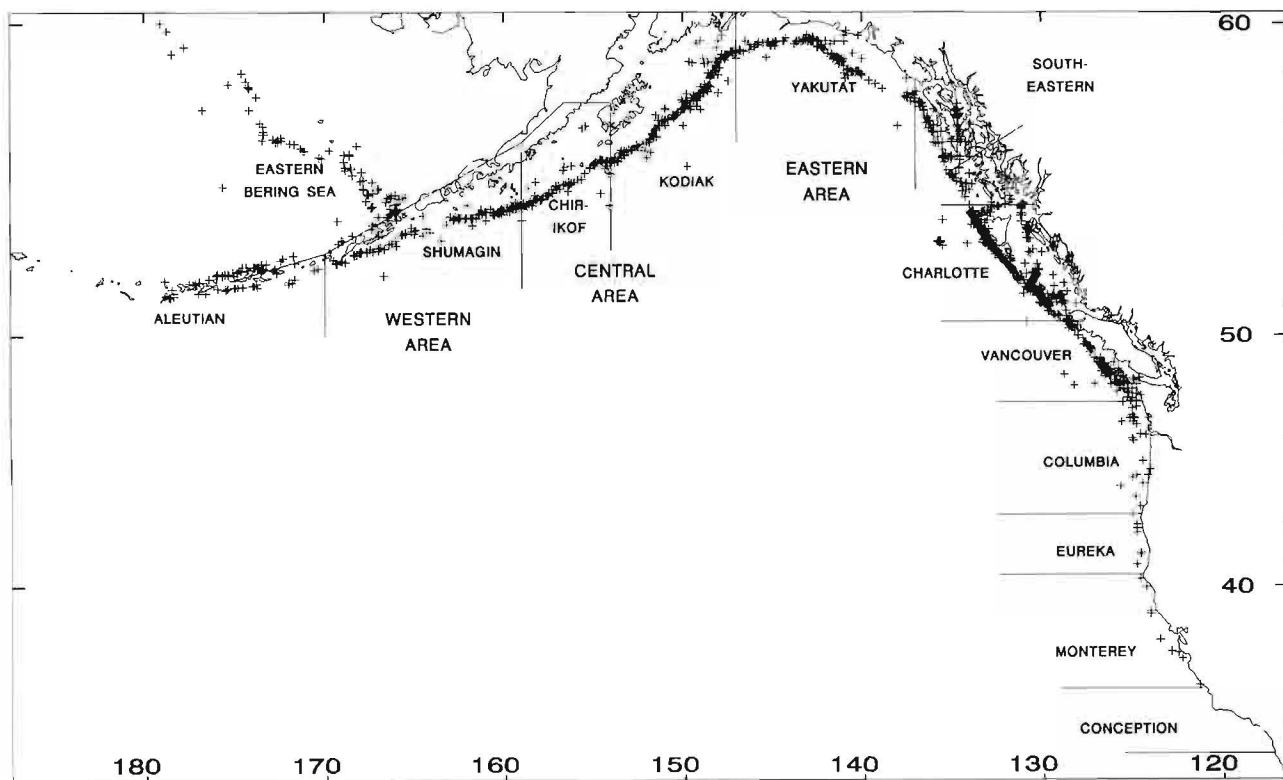 60
SOUTH-
EASTERN
YAKUTAT
EASTERN
BERING SEA
EASTERN
AREA
KODIAK
CHIR-
IKOF
SHUMAGIN
CENTRAL
AREA
CHARLOTTE
ALEUTIAN
WESTERN
AREA
50
VANCOUVER
COLUMBIA
EUREKA
40
MONTEREY
CONCEPTION
180
170
160
150
140
130
120